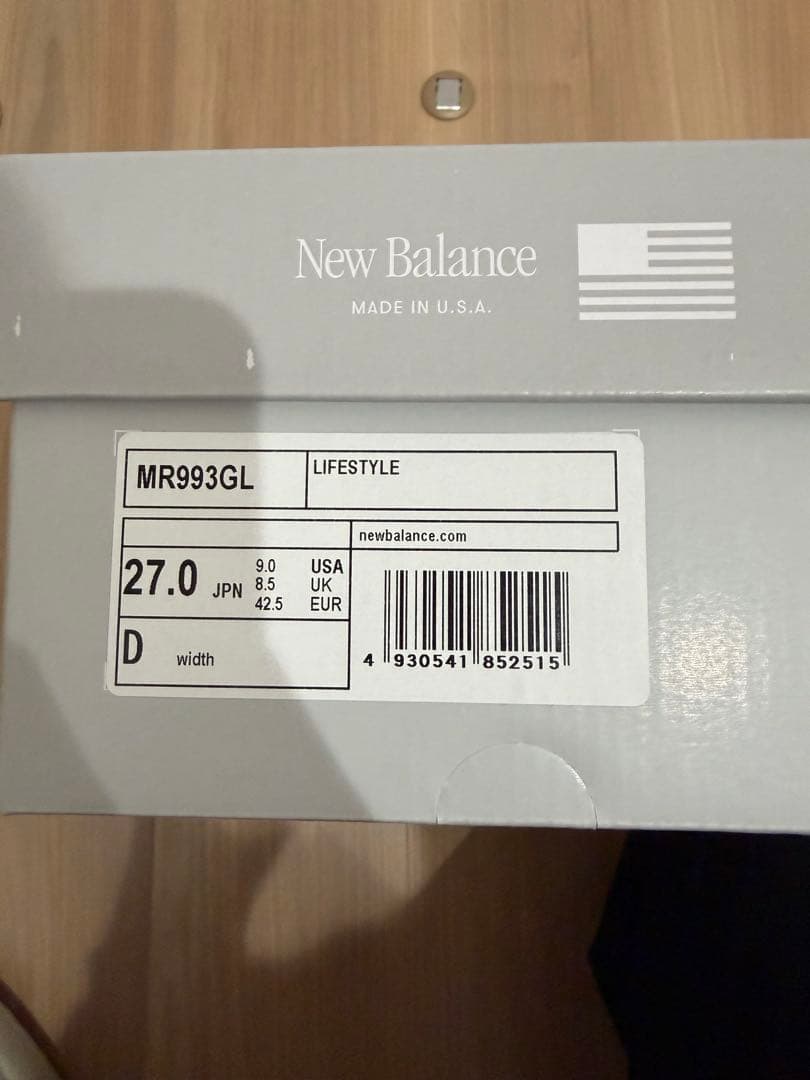 New Balance
MADE IN U.S.A.
MR993GL
LIFESTYLE
newbalance.com
27.0 JPN
9.0 USA
8.5 UK
42.5 EUR
D width
4 930541 852515